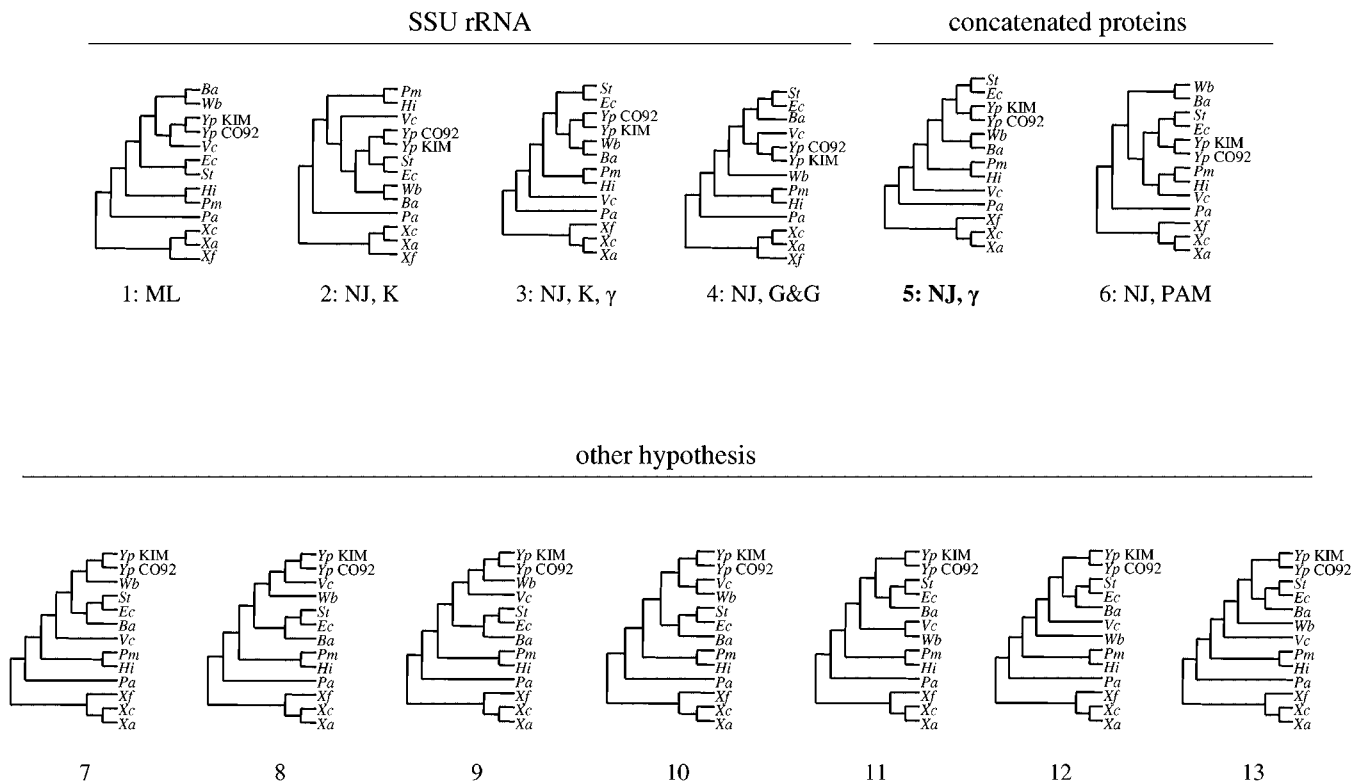 SSU rRNA
concatenated proteins
Ba
Wb
Yp KIM
Yp CO92
Vc
Ec
St
Hi
Pm
Pa
Xc
Xa
Xf
1: ML
Pm
Hi
Vc
Yp CO92
Yp KIM
St
Ec
Wb
Ba
Pa
Xc
Xa
Xf
2: NJ, K
St
Ec
Yp CO92
Yp KIM
Wb
Ba
Pm
Hi
Vc
Pa
Xf
Xc
Xa
3: NJ, K, γ
St
Ec
Ba
Vc
Yp CO92
Yp KIM
Wb
Pm
Hi
Pa
Xc
Xa
Xf
4: NJ, G&G
St
Ec
Yp KIM
Yp CO92
Wb
Ba
Pm
Hi
Vc
Pa
Xf
Xc
Xa
5: NJ, γ
Wb
Ba
St
Ec
Yp KIM
Yp CO92
Pm
Hi
Vc
Pa
Xf
Xc
Xa
6: NJ, PAM
other hypothesis
Yp KIM
Yp CO92
Wb
St
Ec
Ba
Vc
Pm
Hi
Pa
Xf
Xc
Xa
7
Yp KIM
Yp CO92
Vc
Wb
St
Ec
Ba
Pm
Hi
Pa
Xf
Xc
Xa
8
Yp KIM
Yp CO92
Wb
Vc
St
Ec
Ba
Pm
Hi
Pa
Xf
Xc
Xa
9
Yp KIM
Yp CO92
Vc
Wb
St
Ec
Ba
Pm
Hi
Pa
Xf
Xc
Xa
10
Yp KIM
Yp CO92
St
Ec
Ba
Vc
Wb
Pm
Hi
Pa
Xf
Xc
Xa
11
Yp KIM
Yp CO92
St
Ec
Ba
Vc
Wb
Pm
Hi
Pa
Xf
Xc
Xa
12
Yp KIM
Yp CO92
St
Ec
Ba
Wb
Vc
Pm
Hi
Pa
Xf
Xc
Xa
13